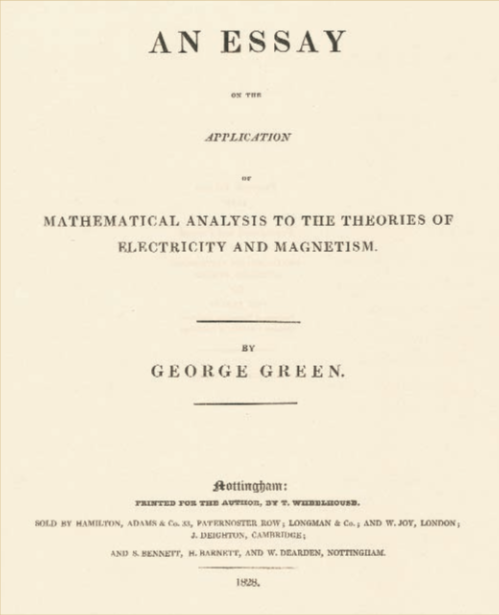 AN ESSAY
ON THE
APPLICATION
OF
MATHEMATICAL ANALYSIS TO THE THEORIES OF
ELECTRICITY AND MAGNETISM.
BY
GEORGE GREEN.
Nottingham:
PRINTED FOR THE AUTHOR, BY T. WHEELHOUSE.
SOLD BY HAMILTON, ADAMS & Co. 33, PATERNOSTER ROW; LONGMAN & Co.; AND W. JOY, LONDON;
J. DEIGHTON, CAMBRIDGE;
AND S. BENNETT, H. BARNETT, AND W. DEARDEN, NOTTINGHAM.
1828.